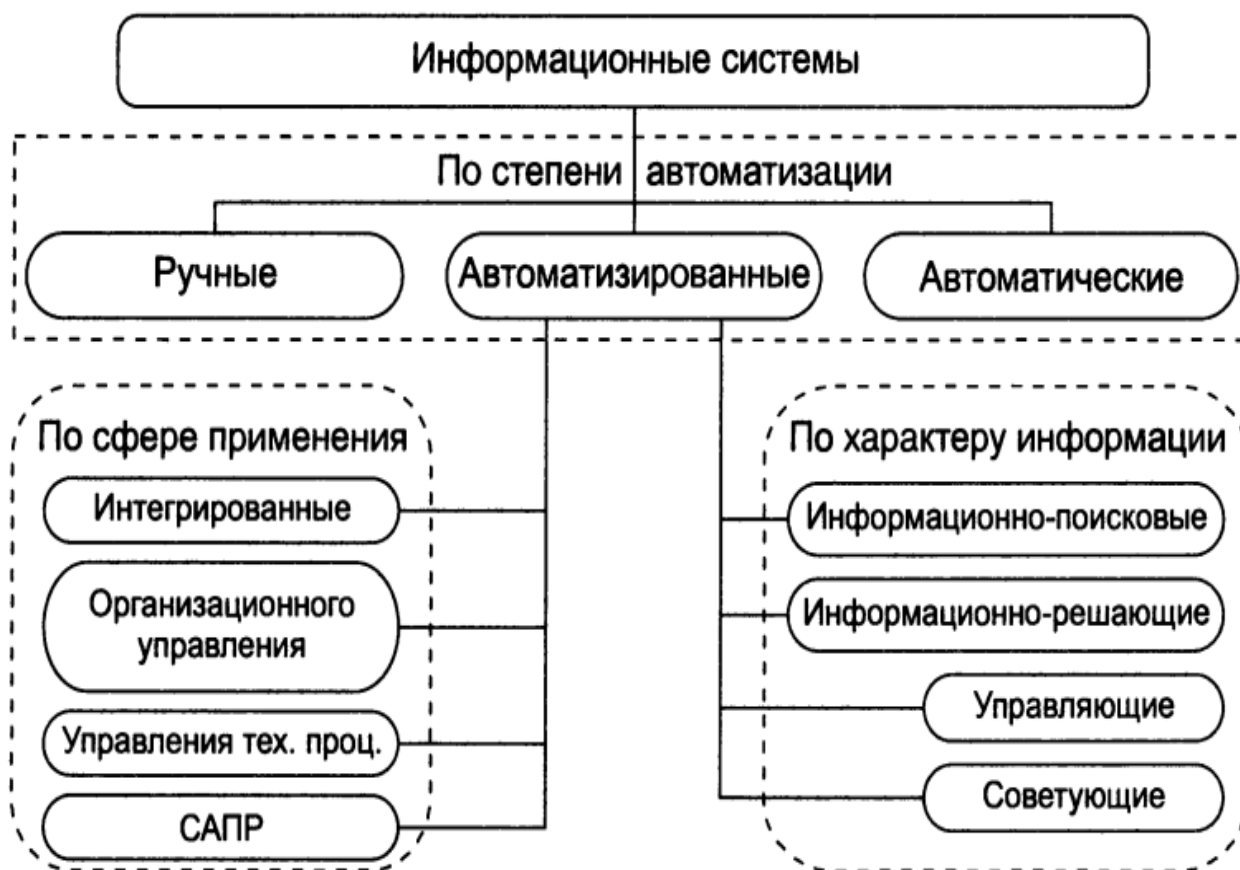 Информационные системы
По степени автоматизации
Ручные
Автоматизированные
Автоматические
По сфере применения
Интегрированные
Организационного
управления
Управления тех. проц.
САПР
По характеру информации
Информационно-поисковые
Информационно-решающие
Управляющие
Советующие